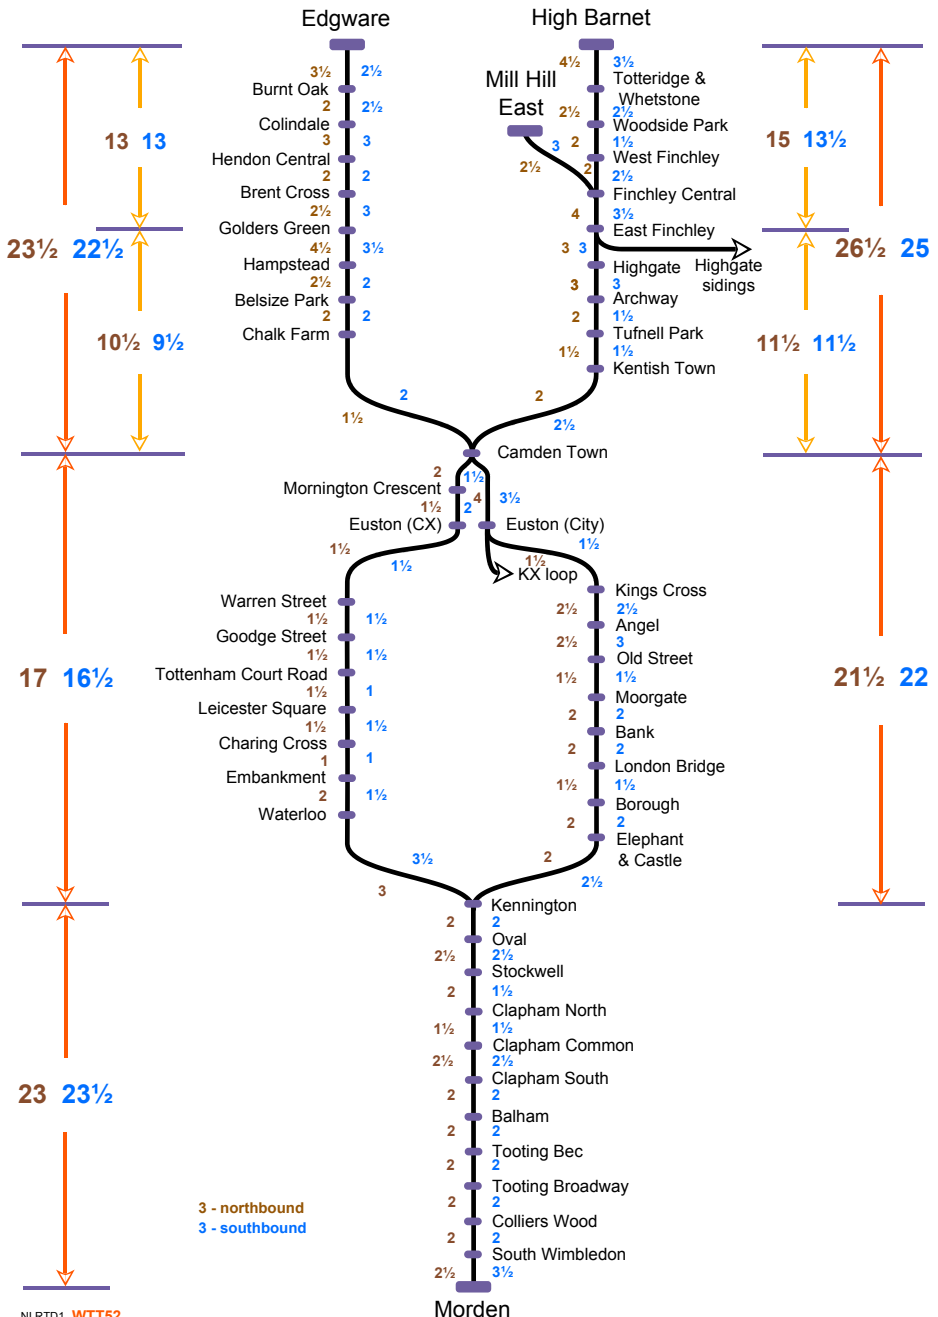 Edgware
High Barnet
3½ 2½
4½ 3½
Mill Hill
East
Burnt Oak
Totteridge &
Whetstone
2 2½
2½ 2½
13 13
Colindale
Woodside Park
15 13½
3 3
3 2 1½
Hendon Central
West Finchley
2½
2 2
2 2½
Brent Cross
Finchley Central
2½ 3
4 3½
Golders Green
East Finchley
23½ 22½
4½ 3½
3 3
26½ 25
Hampstead
Highgate
Highgate
sidings
2½ 2
3 3
Belsize Park
Archway
2 2
2 1½
10½ 9½
Chalk Farm
Tufnell Park
11½ 11½
1½ 1½
Kentish Town
2
1½
2
2½
Camden Town
2 1½
Mornington Crescent
4 3½
1½ 2
Euston (CX)
Euston (City)
1½
1½
1½
1½
KX loop
Warren Street
Kings Cross
1½ 1½
2½ 2½
Goodge Street
Angel
1½ 1½
2½ 3
Tottenham Court Road
Old Street
17 16½
1½ 1
1½ 1½
21½ 22
Leicester Square
Moorgate
1½ 1½
2 2
Charing Cross
Bank
1 1
2 2
Embankment
London Bridge
2 1½
1½ 1½
Waterloo
Borough
2 2
Elephant
& Castle
3½
3
2
2½
Kennington
2 2
Oval
2½ 2½
Stockwell
2 1½
Clapham North
1½ 1½
Clapham Common
2½ 2½
Clapham South
23 23½
2 2
Balham
2 2
Tooting Bec
2 2
Tooting Broadway
2 2
3 - northbound
3 - southbound
Colliers Wood
2 2
South Wimbledon
2½ 3½
Morden
NLRTD1 WTT52